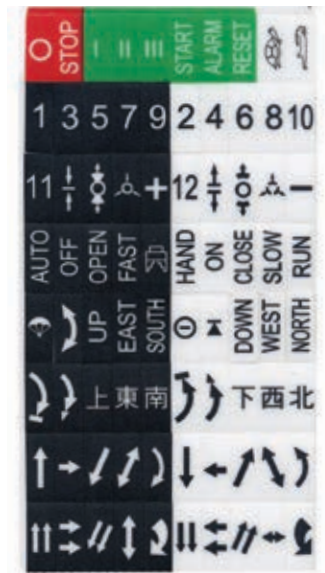 O STOP I II III START ALARM RESET
1 3 5 7 9 2 4 6 8 10
11 + 12 −
AUTO OFF OPEN FAST HAND ON CLOSE SLOW RUN
UP EAST SOUTH DOWN WEST NORTH
上 東 南 下 西 北